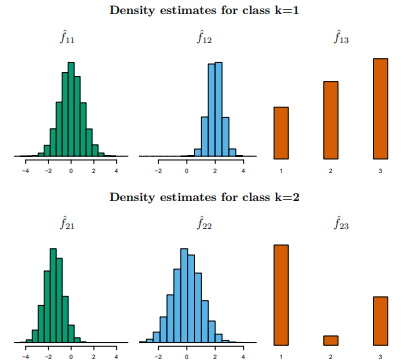 Density estimates for class k=1
f̂₁₁ f̂₁₂ f̂₁₃
−4 −2 0 2 4 −2 0 2 4 1 2 3
Density estimates for class k=2
f̂₂₁ f̂₂₂ f̂₂₃
−4 −2 0 2 4 −2 0 2 4 1 2 3